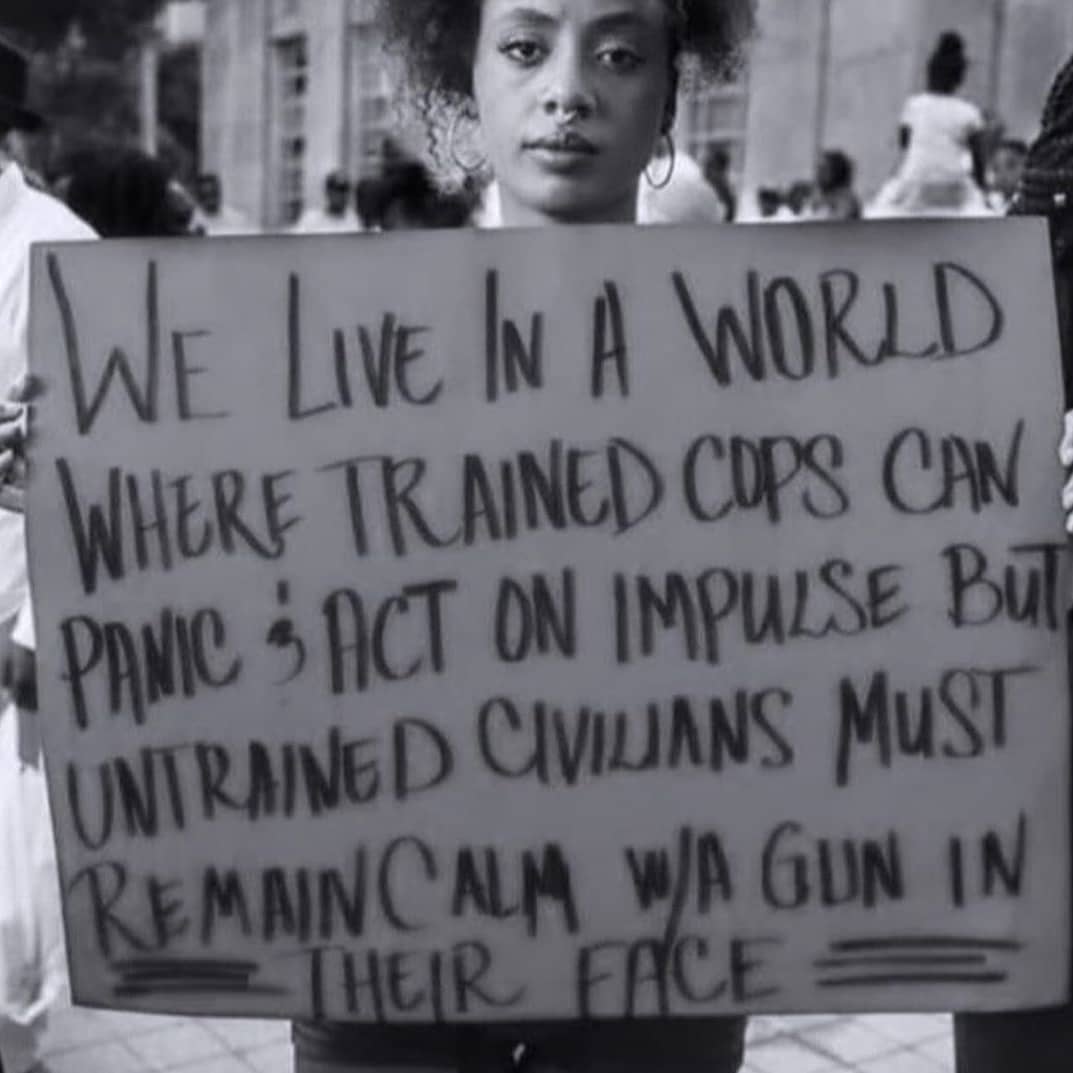 WE LIVE IN A WORLD
WHERE TRAINED COPS CAN
PANIC & ACT ON IMPULSE BUT
UNTRAINED CIVILIANS MUST
REMAIN CALM W/A GUN IN
THEIR FACE